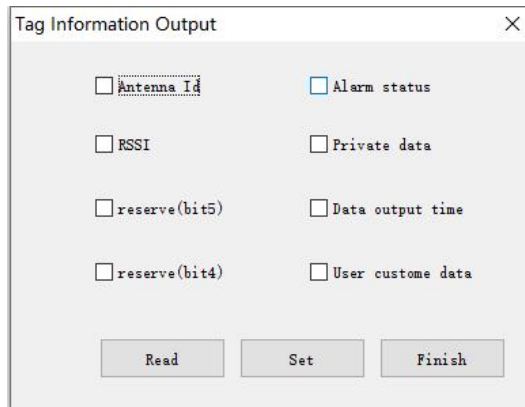 Tag Information Output
Antenna Id
Alarm status
RSSI
Private data
reserve(bit5)
Data output time
reserve(bit4)
User custome data
Read
Set
Finish